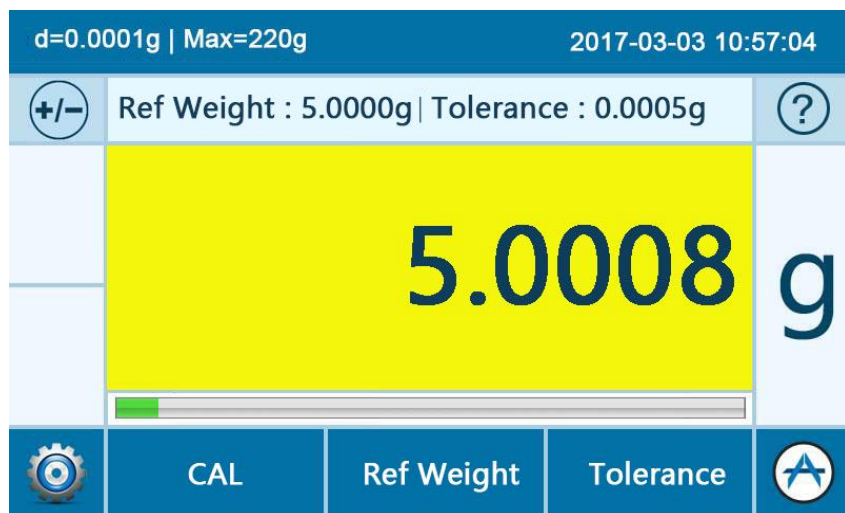 d=0.0001g | Max=220g 2017-03-03 10:57:04
+/− Ref Weight : 5.0000g| Tolerance : 0.0005g ?
5.0008 g
CAL Ref Weight Tolerance